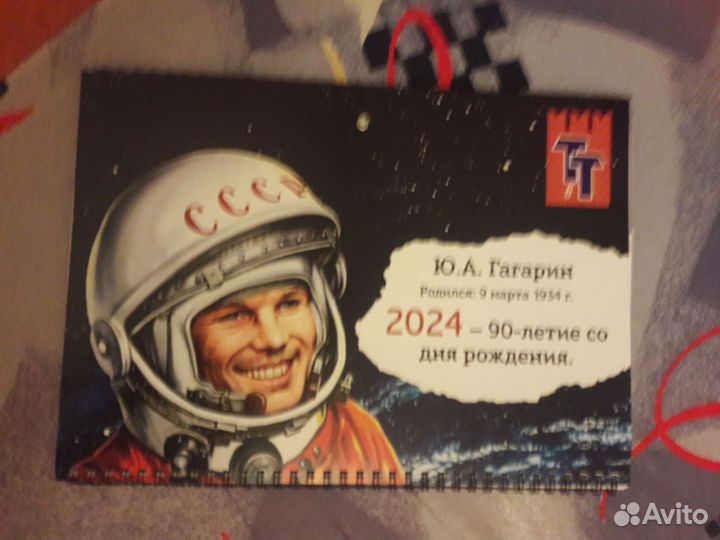 СССР
ТТ
Ю.А. Гагарин
Родился: 9 марта 1934 г.
2024 – 90-летие со
дня рождения.
Avito